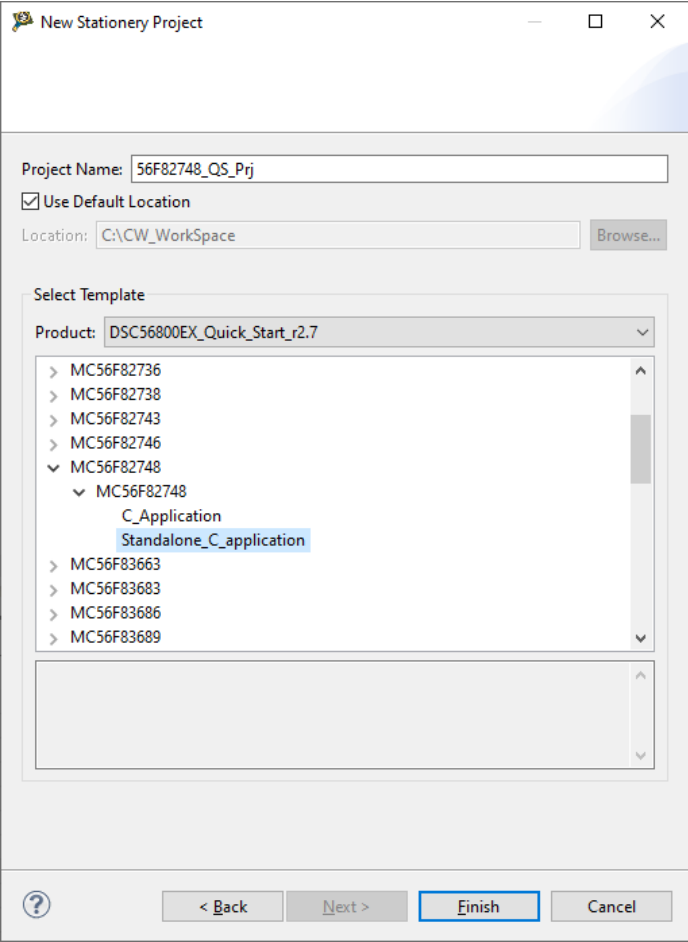 New Stationery Project
Project Name: 56F82748_QS_Prj
Use Default Location
Location: C:\CW_WorkSpace Browse...
Select Template
Product: DSC56800EX_Quick_Start_r2.7
MC56F82736
MC56F82738
MC56F82743
MC56F82746
MC56F82748
MC56F82748
C_Application
Standalone_C_application
MC56F83663
MC56F83683
MC56F83686
MC56F83689
? < Back Next > Finish Cancel